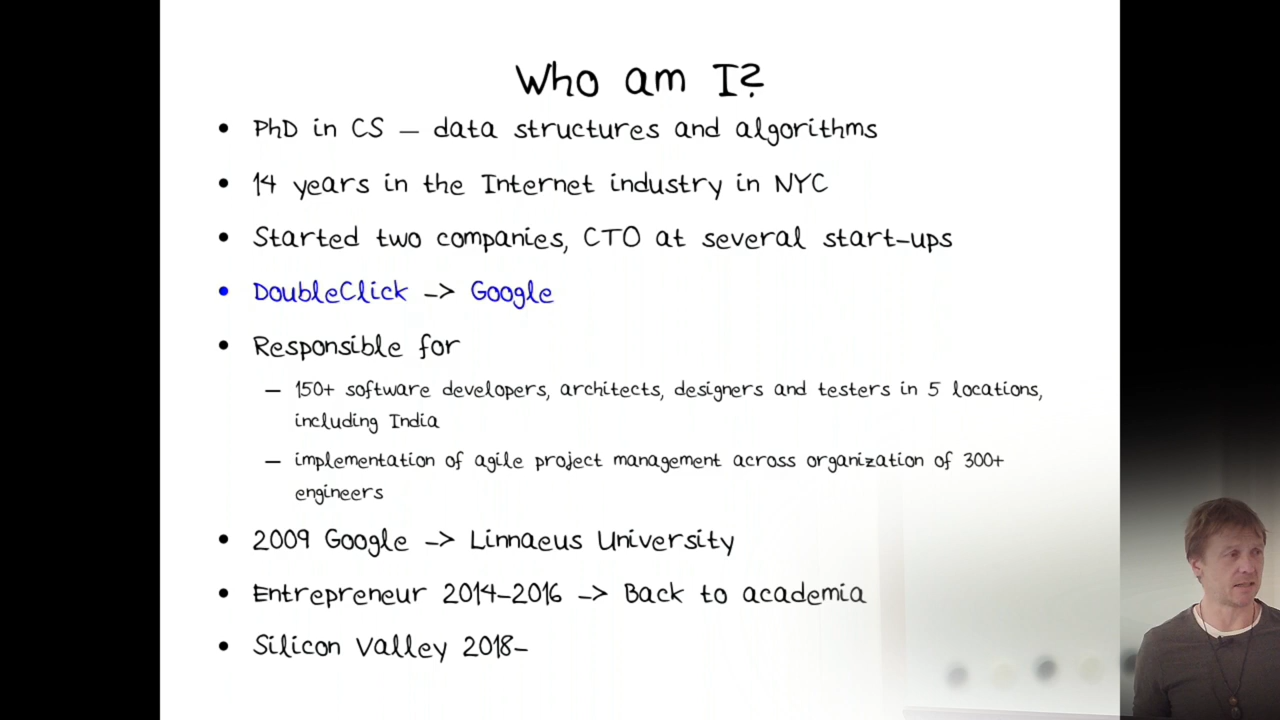 Who am I?
• PhD in CS – data structures and algorithms
• 14 years in the Internet industry in NYC
• Started two companies, CTO at several start-ups
• DoubleClick -> Google
• Responsible for
– 150+ software developers, architects, designers and testers in 5 locations,
including India
– implementation of agile project management across organization of 300+
engineers
• 2009 Google -> Linnaeus University
• Entrepreneur 2014-2016 -> Back to academia
• Silicon Valley 2018-